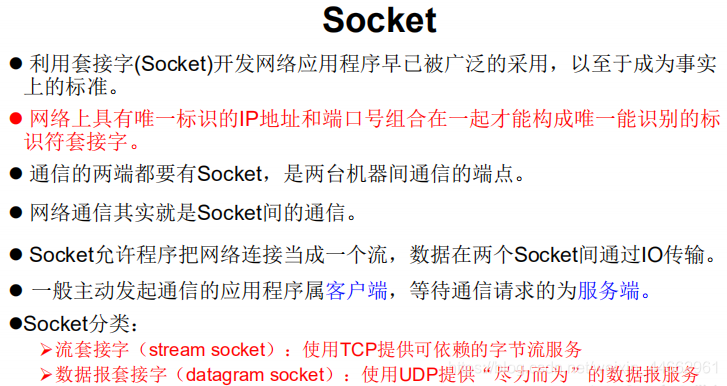 Socket
● 利用套接字(Socket)开发网络应用程序早已被广泛的采用，以至于成为事实
上的标准。
● 网络上具有唯一标识的IP地址和端口号组合在一起才能构成唯一能识别的标
识符套接字。
● 通信的两端都要有Socket，是两台机器间通信的端点。
● 网络通信其实就是Socket间的通信。
● Socket允许程序把网络连接当成一个流，数据在两个Socket间通过IO传输。
● 一般主动发起通信的应用程序属客户端，等待通信请求的为服务端。
●Socket分类：
➢流套接字（stream socket）：使用TCP提供可依赖的字节流服务
➢数据报套接字（datagram socket）：使用UDP提供“尽力而为”的数据报服务